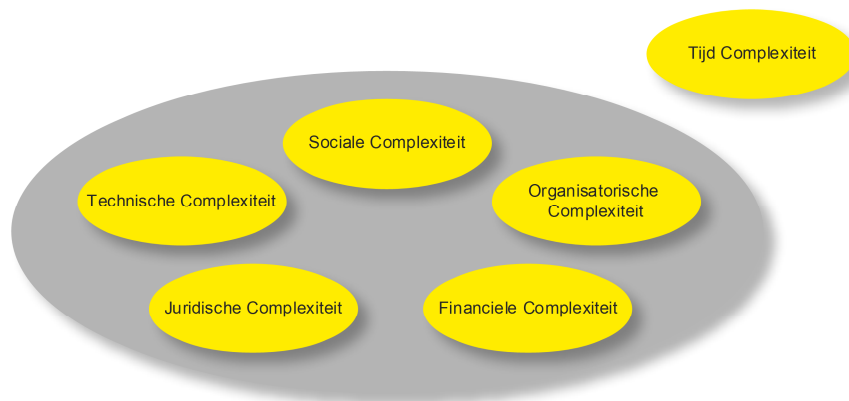 Tijd Complexiteit
Sociale Complexiteit
Technische Complexiteit
Organisatorische
Complexiteit
Juridische Complexiteit
Financiele Complexiteit